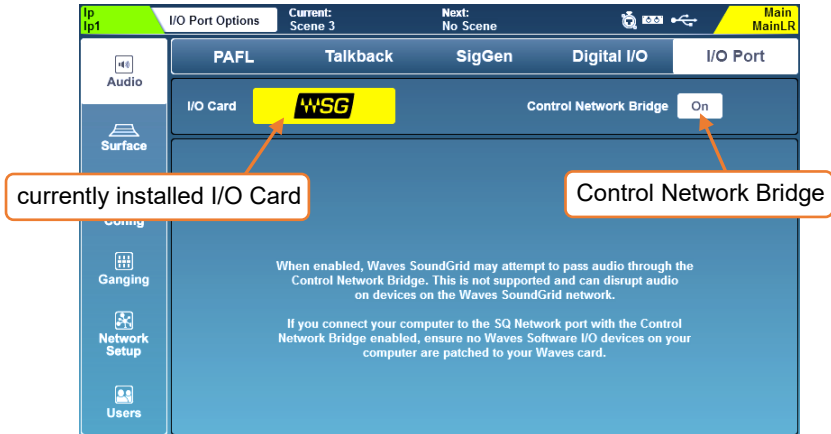 Ip
Ip1
I/O Port Options
Current:
Scene 3
Next:
No Scene
Main
MainLR
Audio
Surface
Config
Ganging
Network
Setup
Users
PAFL
Talkback
SigGen
Digital I/O
I/O Port
I/O Card
WSG
Control Network Bridge
On
currently installed I/O Card
Control Network Bridge
When enabled, Waves SoundGrid may attempt to pass audio through the
Control Network Bridge. This is not supported and can disrupt audio
on devices on the Waves SoundGrid network.
If you connect your computer to the SQ Network port with the Control
Network Bridge enabled, ensure no Waves Software I/O devices on your
computer are patched to your Waves card.